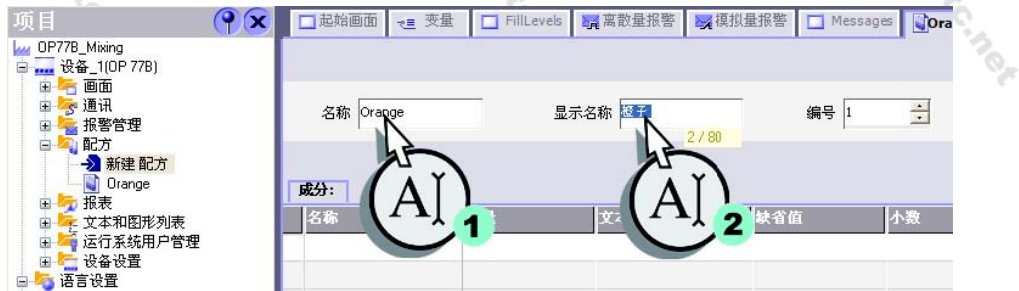 项目
OP77B_Mixing
设备_1(OP 77B)
画面
通讯
报警管理
配方
新建 配方
Orange
报表
文本和图形列表
运行系统用户管理
设备设置
语言设置
起始画面 变量 FillLevels 离散量报警 模拟量报警 Messages Ora
名称 Orange 显示名称 橙子 编号 1
2 / 80
成分:
名称 文 缺省值 小数
A 1 A 2
rc.net